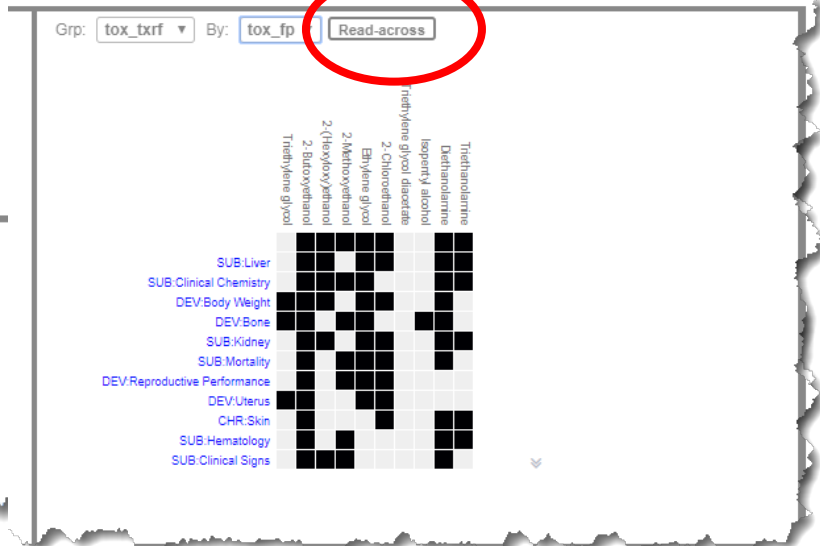 Grp: tox_txrf ▼ By: tox_fp Read-across
Triethylene glycol
2-Butoxyethanol
2-(Hexyloxy)ethanol
2-Methoxyethanol
Ethylene glycol
2-Chloroethanol
Triethylene glycol diacetate
Isopentyl alcohol
Diethanolamine
Triethanolamine
SUB:Liver
SUB:Clinical Chemistry
DEV:Body Weight
DEV:Bone
SUB:Kidney
SUB:Mortality
DEV:Reproductive Performance
DEV:Uterus
CHR:Skin
SUB:Hematology
SUB:Clinical Signs